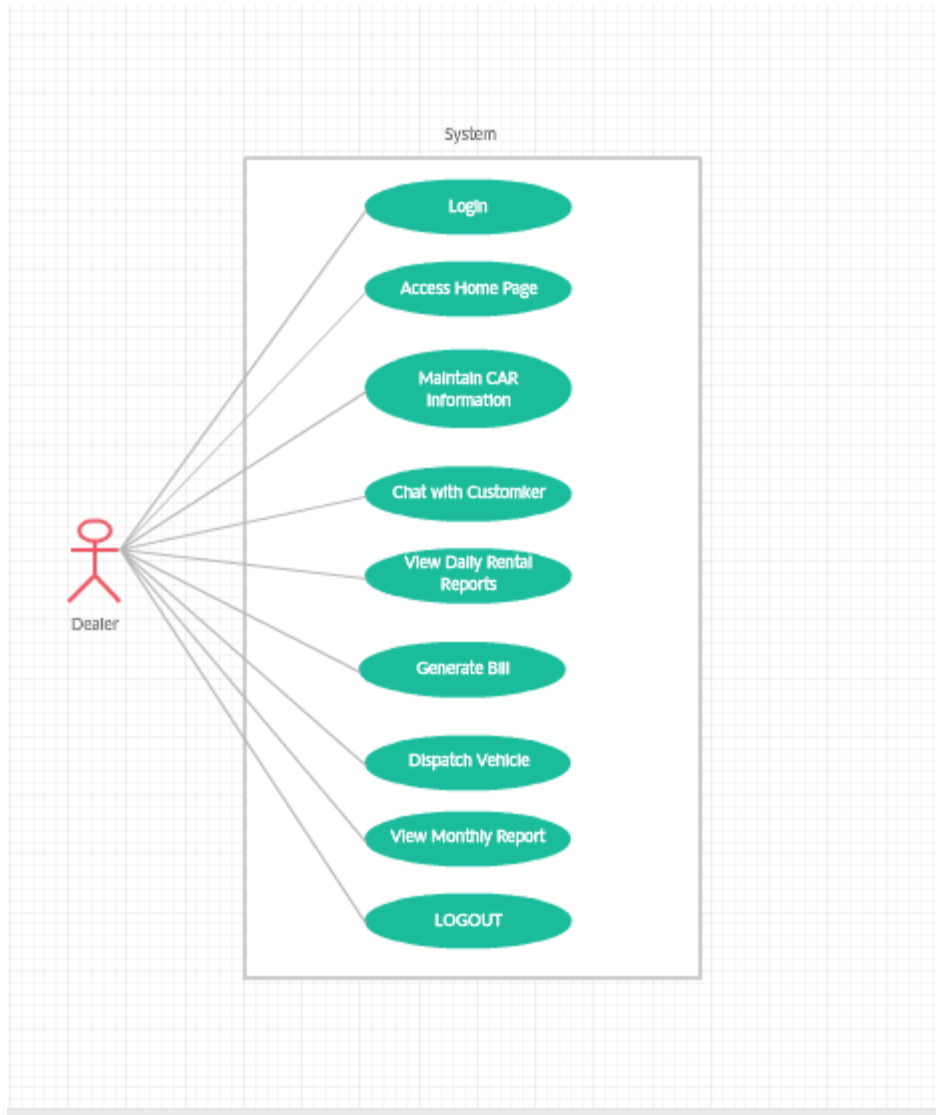 System
Login
Access Home Page
Maintain CAR
Information
Chat with Customker
View Daily Rental
Reports
Dealer
Generate Bill
Dispatch Vehicle
View Monthly Report
LOGOUT